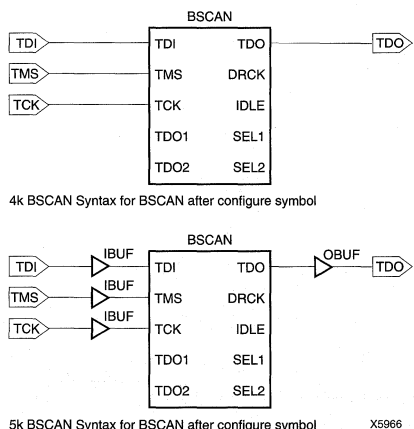 BSCAN
TDI TDI TDO TDO
TMS TMS DRCK
TCK TCK IDLE
TDO1 SEL1
TDO2 SEL2
4k BSCAN Syntax for BSCAN after configure symbol
BSCAN
IBUF OBUF
TDI TDI TDO TDO
IBUF
TMS TMS DRCK
IBUF
TCK TCK IDLE
TDO1 SEL1
TDO2 SEL2
5k BSCAN Syntax for BSCAN after configure symbol X5966